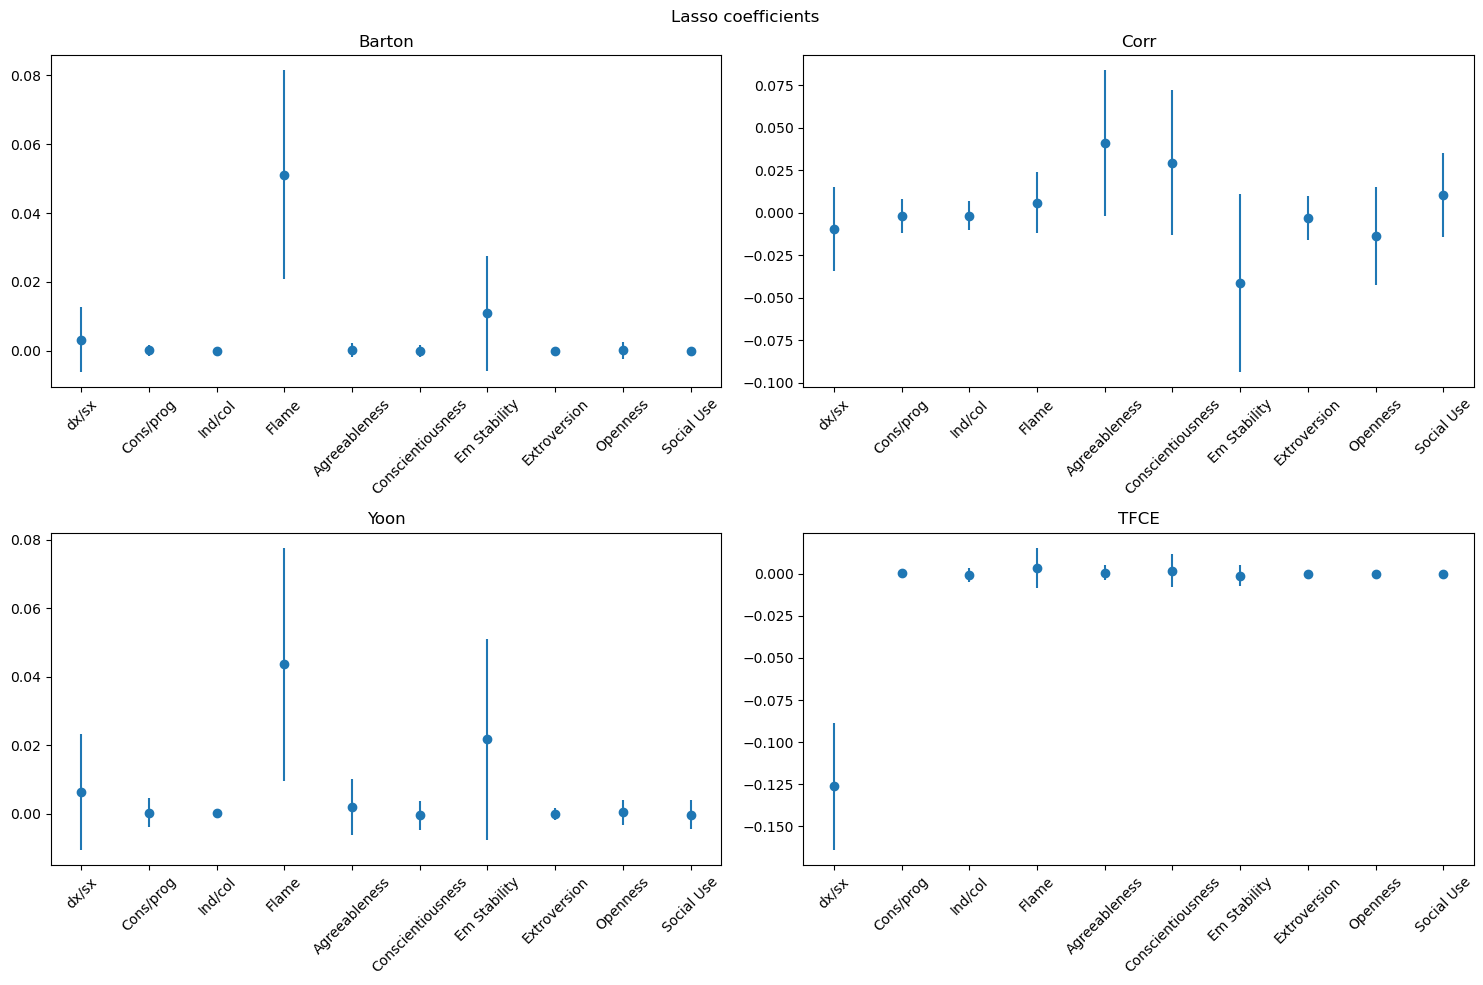 Lasso coefficients
Barton
0.08
0.06
0.04
0.02
0.00
dx/sx
Cons/prog
Ind/col
Flame
Agreeableness
Conscientiousness
Em Stability
Extroversion
Openness
Social Use
Corr
0.075
0.050
0.025
0.000
−0.025
−0.050
−0.075
−0.100
dx/sx
Cons/prog
Ind/col
Flame
Agreeableness
Conscientiousness
Em Stability
Extroversion
Openness
Social Use
Yoon
0.08
0.06
0.04
0.02
0.00
dx/sx
Cons/prog
Ind/col
Flame
Agreeableness
Conscientiousness
Em Stability
Extroversion
Openness
Social Use
TFCE
0.000
−0.025
−0.050
−0.075
−0.100
−0.125
−0.150
dx/sx
Cons/prog
Ind/col
Flame
Agreeableness
Conscientiousness
Em Stability
Extroversion
Openness
Social Use